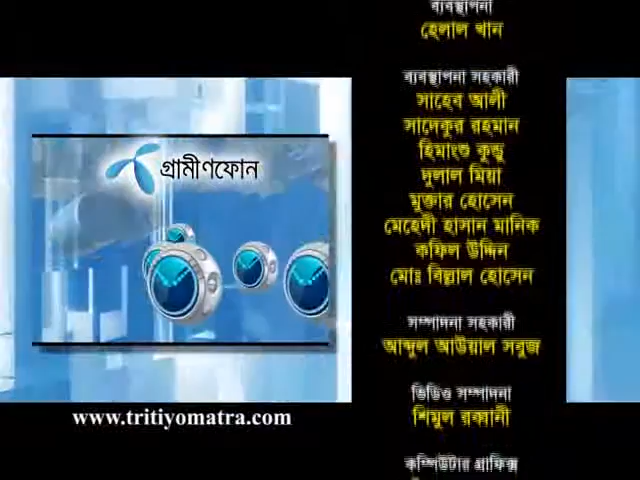 গ্রামীণফোন
www.tritiyomatra.com
ব্যবস্থাপনা
হেলাল খান
ব্যবস্থাপনা সহকারী
সাহেব আলী
সাদেকুর রহমান
হিমাংশু কুন্ডু
দুলাল মিয়া
মুক্তার হোসেন
মেহেদী হাসান মানিক
কফিল উদ্দিন
মোঃ বিল্লাল হোসেন
সম্পাদনা সহকারী
আব্দুল আউয়াল সবুজ
ভিডিও সম্পাদনা
শিমুল রব্বানী
কম্পিউটার গ্রাফিক্স